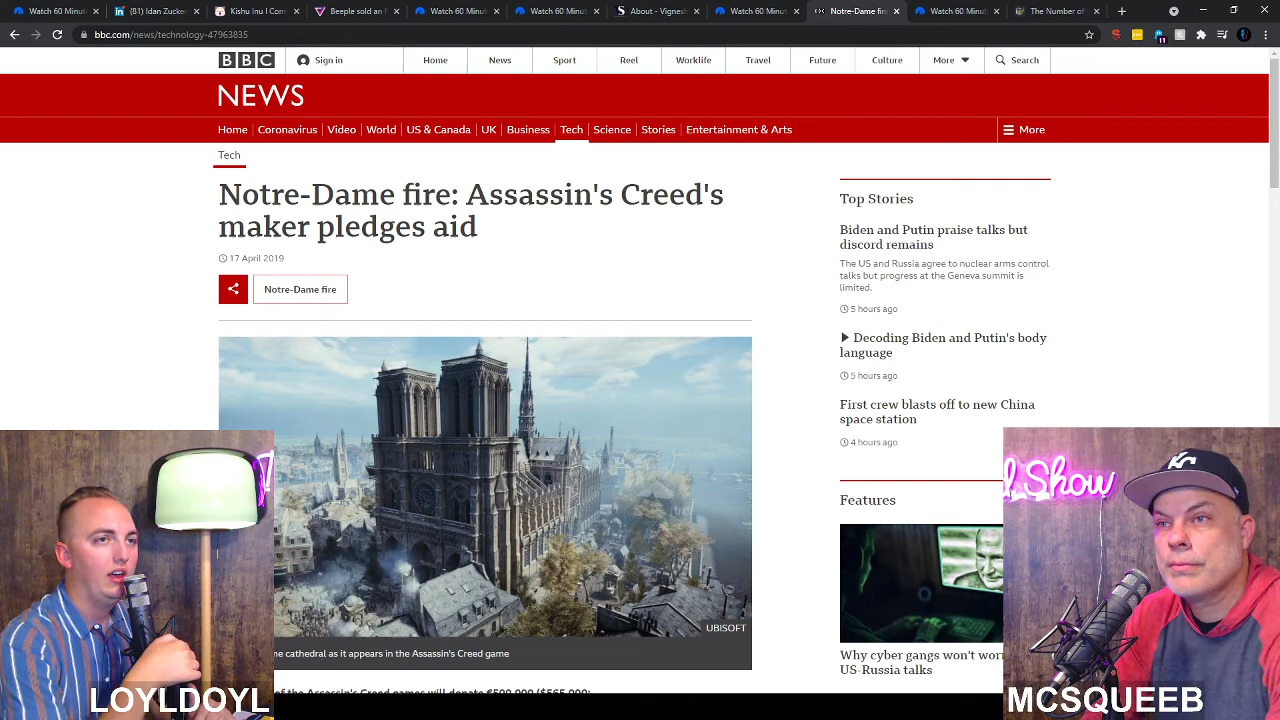 Watch 60 Minut
(81) Idan Zucker
Kishu Inu I Com
Beeple sold an
Watch 60 Minut
Watch 60 Minut
About - Vignesh
Watch 60 Minut
Notre-Dame fire
Watch 60 Minut
The Number of
bbc.com/news/technology-47963835
BBC
Sign in
Home
News
Sport
Reel
Worklife
Travel
Future
Culture
More
Search
NEWS
Home
Coronavirus
Video
World
US & Canada
UK
Business
Tech
Science
Stories
Entertainment & Arts
More
Tech
Notre-Dame fire: Assassin's Creed's
maker pledges aid
17 April 2019
Notre-Dame fire
UBISOFT
ne cathedral as it appears in the Assassin's Creed game
of the Assassin's Creed games will donate €500,000 ($565,000;
Top Stories
Biden and Putin praise talks but
discord remains
The US and Russia agree to nuclear arms control
talks but progress at the Geneva summit is
limited.
5 hours ago
Decoding Biden and Putin's body
language
5 hours ago
First crew blasts off to new China
space station
4 hours ago
Features
Why cyber gangs won't wor
US-Russia talks
d Show
LOYLDOYL
MCSQUEEB